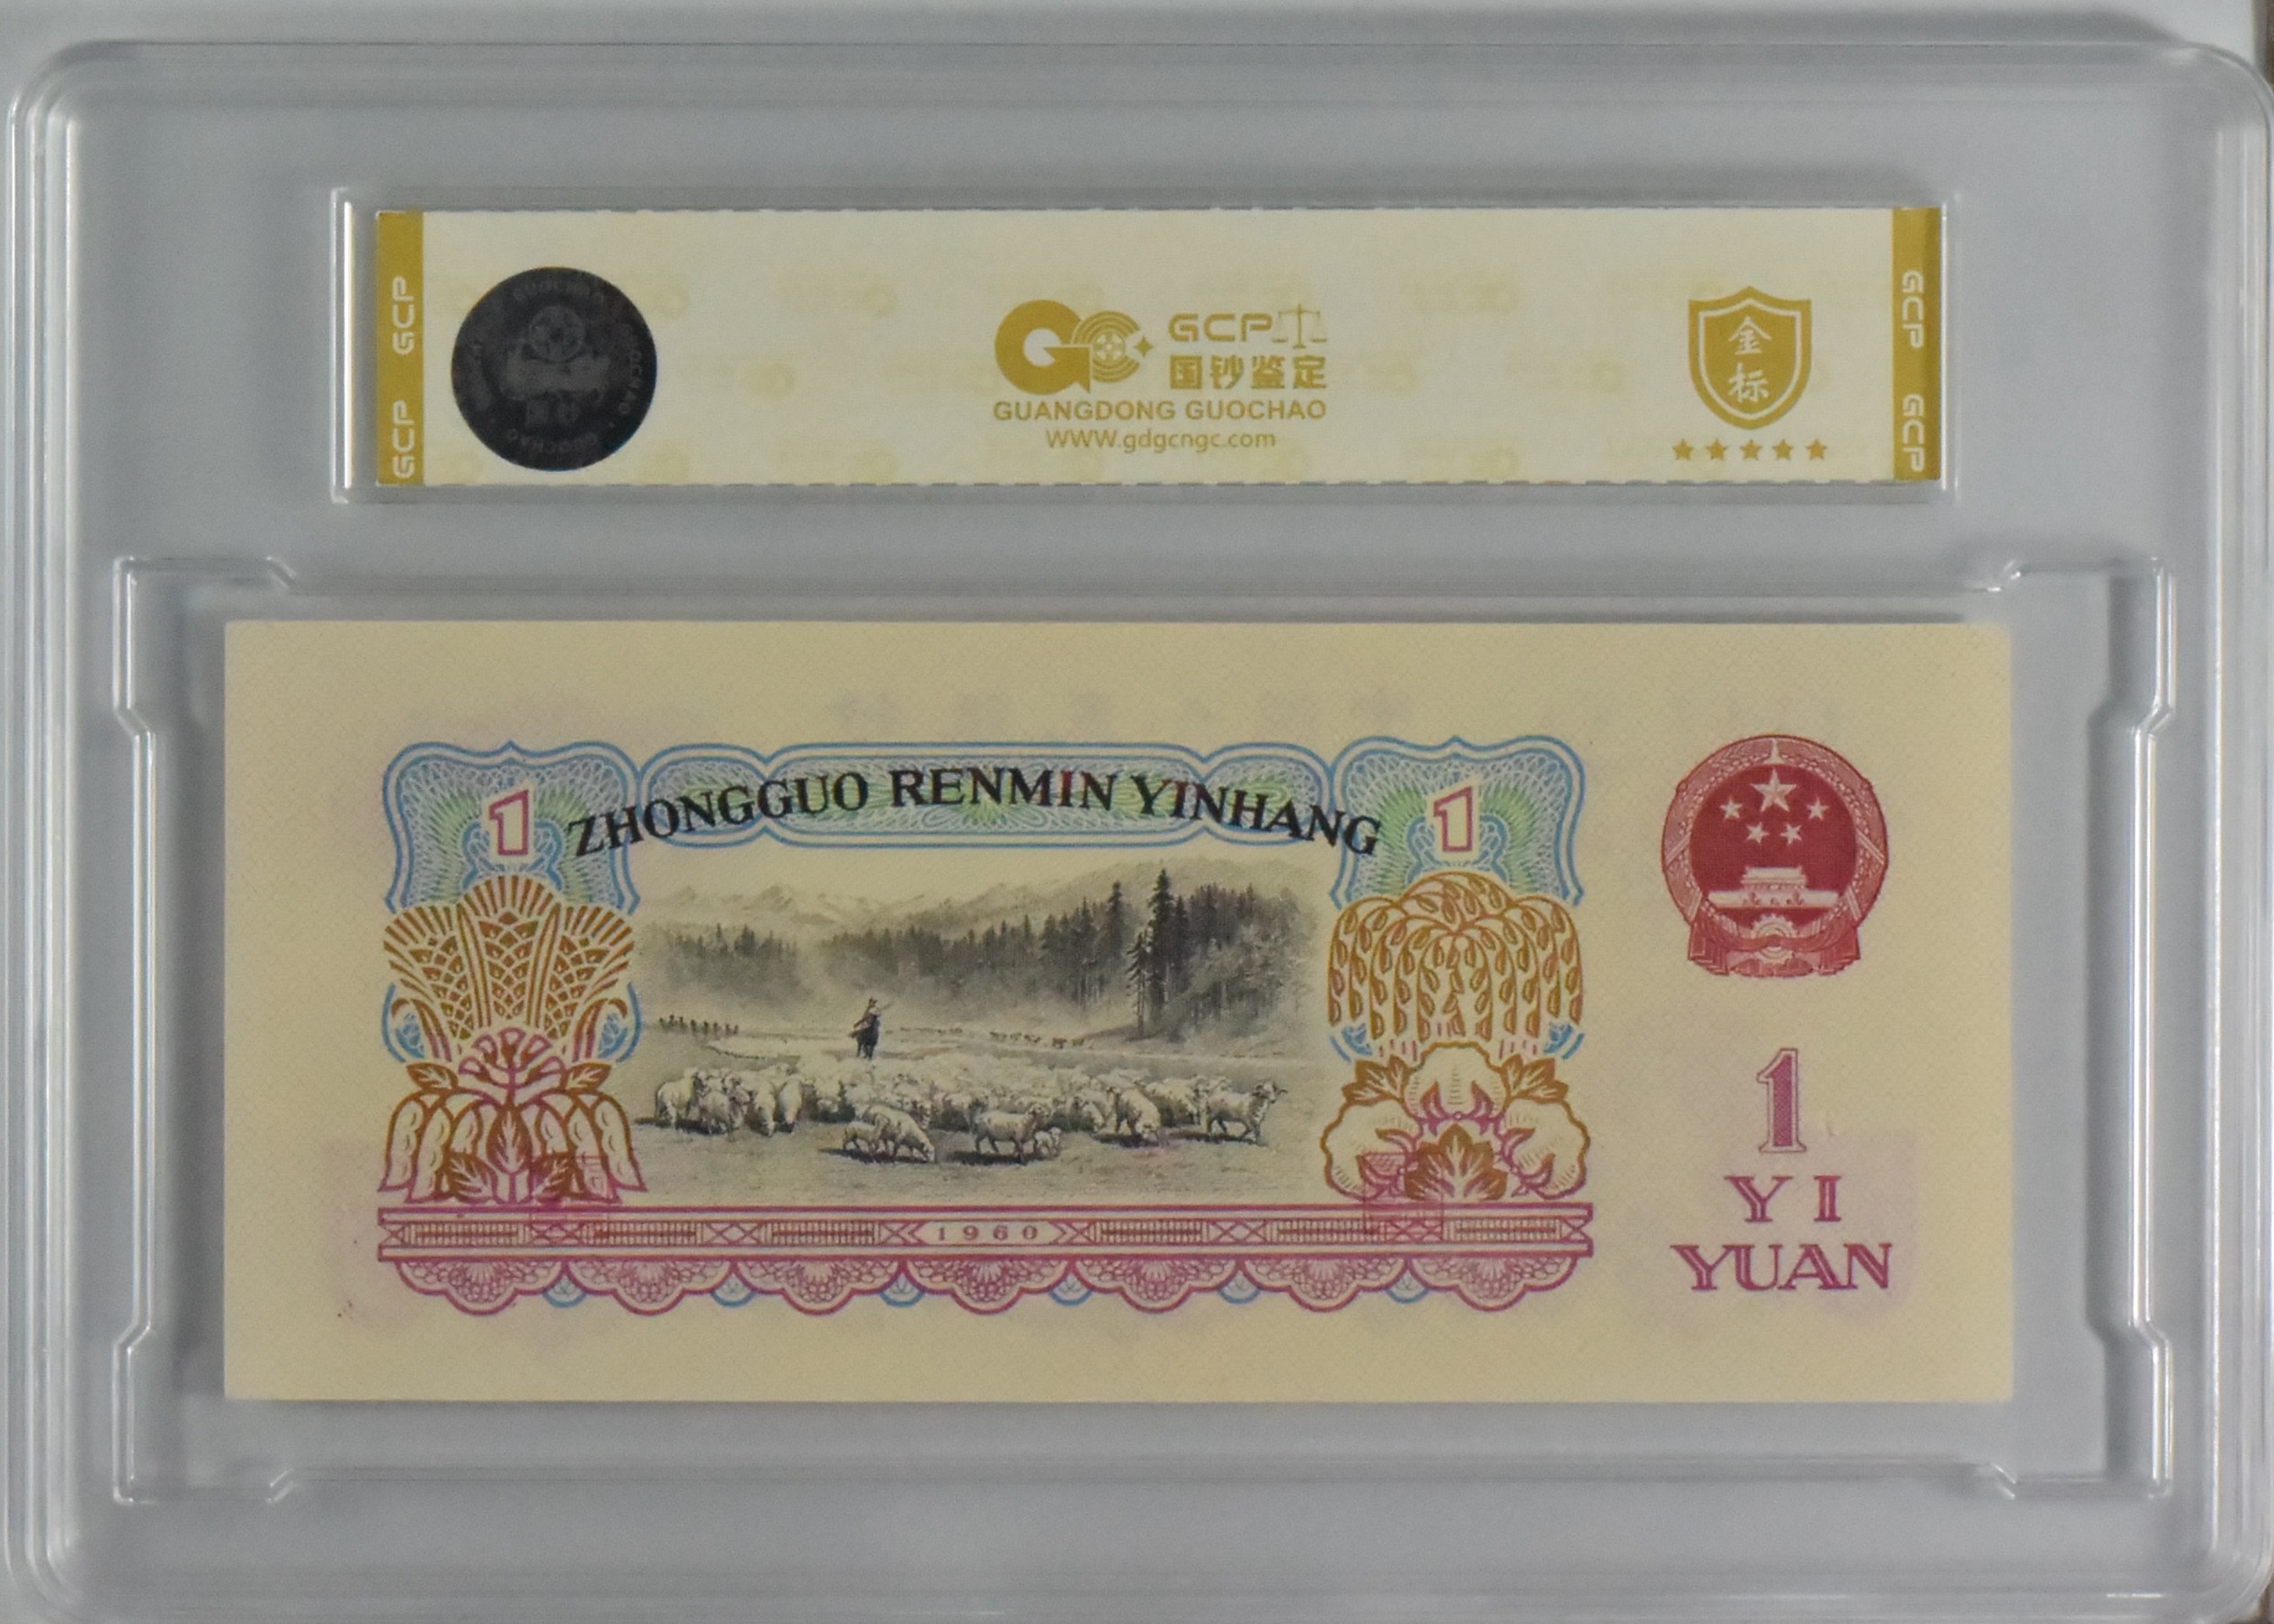 GCP GCP
GCP
国钞鉴定
GUANGDONG GUOCHAO
WWW.gdgcngc.com
金
标
GCP GCP
GUOCHAO
1
ZHONGGUO RENMIN YINHANG
1
1960
1
YI
YUAN